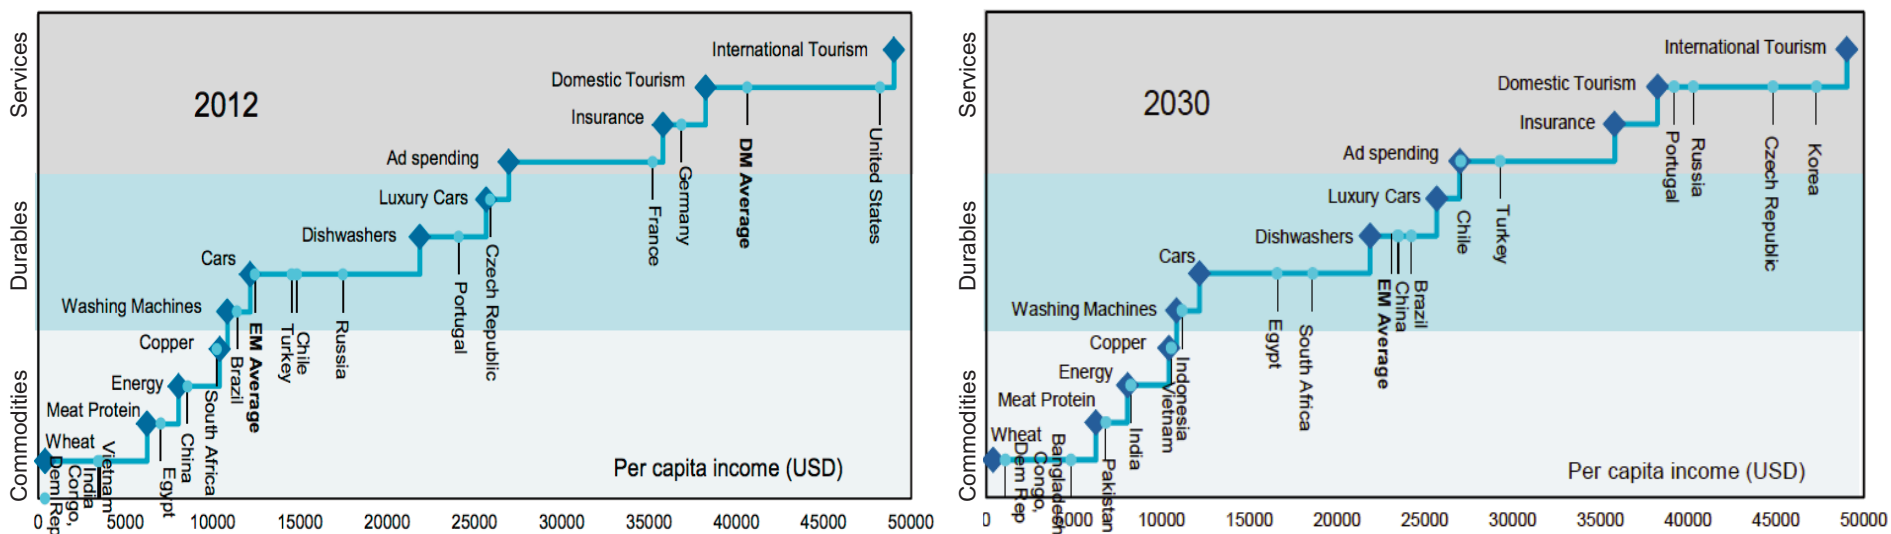 Services
Durables
Commodities
2012
International Tourism
Domestic Tourism
Insurance
Ad spending
Luxury Cars
Dishwashers
Cars
Washing Machines
Copper
Energy
Meat Protein
Wheat
Dem Rep
Congo,
India
Vietnam
Egypt
China
South Africa
Brazil
EM Average
Turkey
Chile
Russia
Portugal
Czech Republic
France
Germany
DM Average
United States
Per capita income (USD)
0 5000 10000 15000 20000 25000 30000 35000 40000 45000 50000
Services
Durables
Commodities
2030
International Tourism
Domestic Tourism
Insurance
Ad spending
Luxury Cars
Dishwashers
Cars
Washing Machines
Copper
Energy
Meat Protein
Wheat
Dem Rep
Congo,
Bangladesh
Pakistan
India
Vietnam
Indonesia
Egypt
South Africa
EM Average
China
Brazil
Chile
Turkey
Portugal
Russia
Czech Republic
Korea
Per capita income (USD)
0 5000 10000 15000 20000 25000 30000 35000 40000 45000 50000